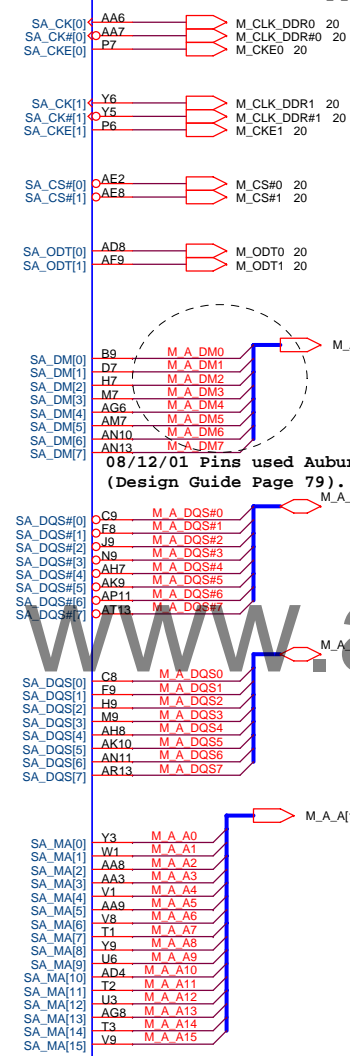 SA_CK[0] AA6 M_CLK_DDR0 20
SA_CK#[0] AA7 M_CLK_DDR#0 20
SA_CKE[0] P7 M_CKE0 20
SA_CK[1] Y6 M_CLK_DDR1 20
SA_CK#[1] Y5 M_CLK_DDR#1 20
SA_CKE[1] P6 M_CKE1 20
SA_CS#[0] AE2 M_CS#0 20
SA_CS#[1] AE8 M_CS#1 20
SA_ODT[0] AD8 M_ODT0 20
SA_ODT[1] AF9 M_ODT1 20
SA_DM[0] B9 M_A_DM0
SA_DM[1] D7 M_A_DM1
SA_DM[2] H7 M_A_DM2
SA_DM[3] M7 M_A_DM3
SA_DM[4] AG6 M_A_DM4
SA_DM[5] AM7 M_A_DM5
SA_DM[6] AN10 M_A_DM6
SA_DM[7] AN13 M_A_DM7
08/12/01 Pins used Aubur
(Design Guide Page 79).
SA_DQS#[0] C9 M_A_DQS#0
SA_DQS#[1] F8 M_A_DQS#1
SA_DQS#[2] J9 M_A_DQS#2
SA_DQS#[3] N9 M_A_DQS#3
SA_DQS#[4] AH7 M_A_DQS#4
SA_DQS#[5] AK9 M_A_DQS#5
SA_DQS#[6] AP11 M_A_DQS#6
SA_DQS#[7] AT13 M_A_DQS#7
www.a
SA_DQS[0] C8 M_A_DQS0
SA_DQS[1] F9 M_A_DQS1
SA_DQS[2] H9 M_A_DQS2
SA_DQS[3] M9 M_A_DQS3
SA_DQS[4] AH8 M_A_DQS4
SA_DQS[5] AK10 M_A_DQS5
SA_DQS[6] AN11 M_A_DQS6
SA_DQS[7] AR13 M_A_DQS7
M_A_A[1
SA_MA[0] Y3 M_A_A0
SA_MA[1] W1 M_A_A1
SA_MA[2] AA8 M_A_A2
SA_MA[3] AA3 M_A_A3
SA_MA[4] V1 M_A_A4
SA_MA[5] AA9 M_A_A5
SA_MA[6] V8 M_A_A6
SA_MA[7] T1 M_A_A7
SA_MA[8] Y9 M_A_A8
SA_MA[9] U6 M_A_A9
SA_MA[10] AD4 M_A_A10
SA_MA[11] T2 M_A_A11
SA_MA[12] U3 M_A_A12
SA_MA[13] AG8 M_A_A13
SA_MA[14] T3 M_A_A14
SA_MA[15] V9 M_A_A15